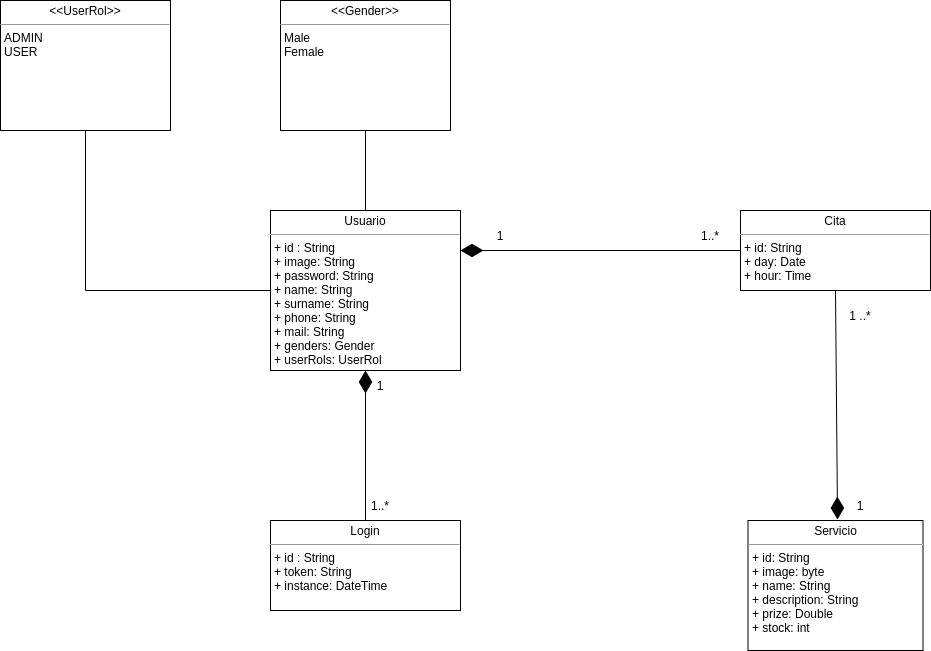 <<UserRol>>
ADMIN
USER
<<Gender>>
Male
Female
Usuario
+ id : String
+ image: String
+ password: String
+ name: String
+ surname: String
+ phone: String
+ mail: String
+ genders: Gender
+ userRols: UserRol
1
1..*
Cita
+ id: String
+ day: Date
+ hour: Time
1 ..*
1
1
1..*
Login
+ id : String
+ token: String
+ instance: DateTime
Servicio
+ id: String
+ image: byte
+ name: String
+ description: String
+ prize: Double
+ stock: int